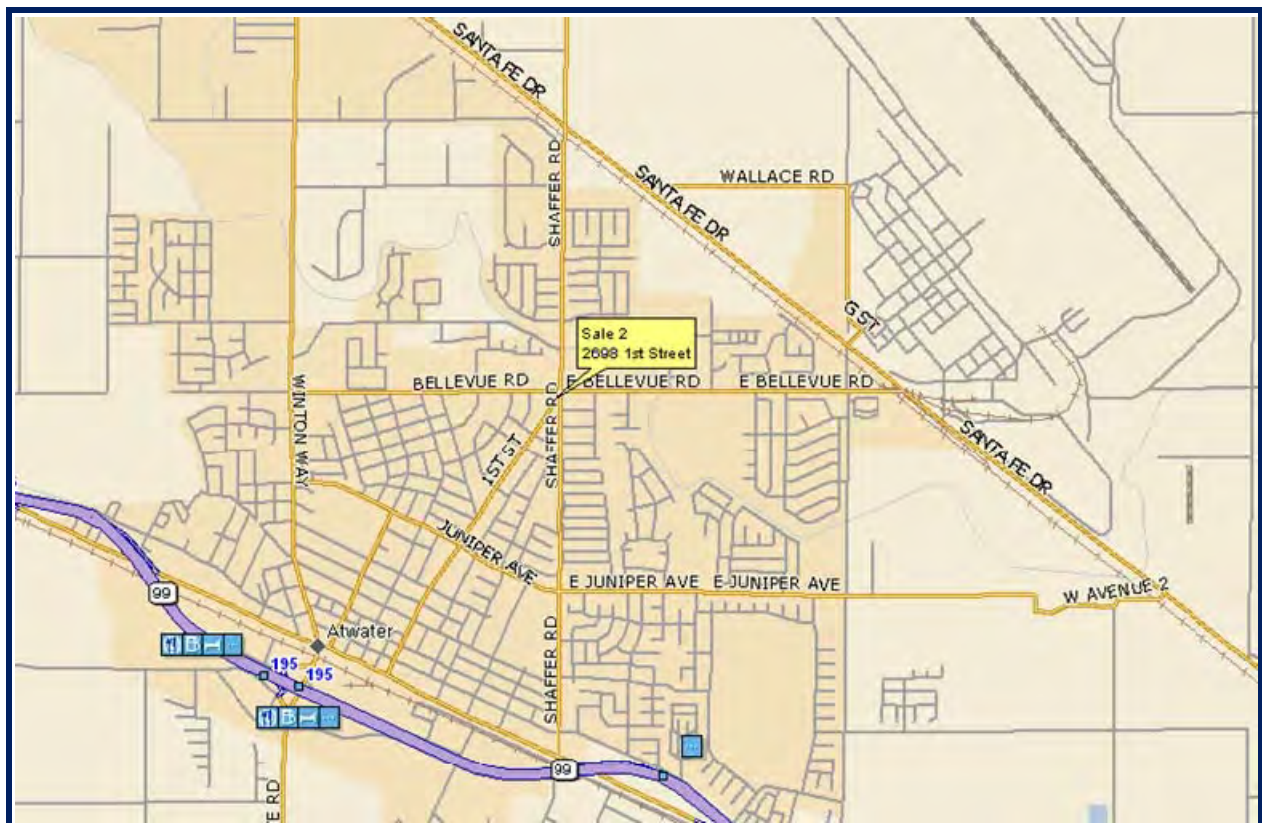 SANTA FE DR
SHAFFER RD
WALLACE RD
SANTA FE DR
G ST
Sale 2
2698 1st Street
BELLEVUE RD
E BELLEVUE RD
E BELLEVUE RD
WINTON WAY
SHAFFER RD
1ST ST
SANTA FE DR
JUNIPER AVE
E JUNIPER AVE
E JUNIPER AVE
W AVENUE 2
99
Atwater
195
195
SHAFFER RD
99
RD